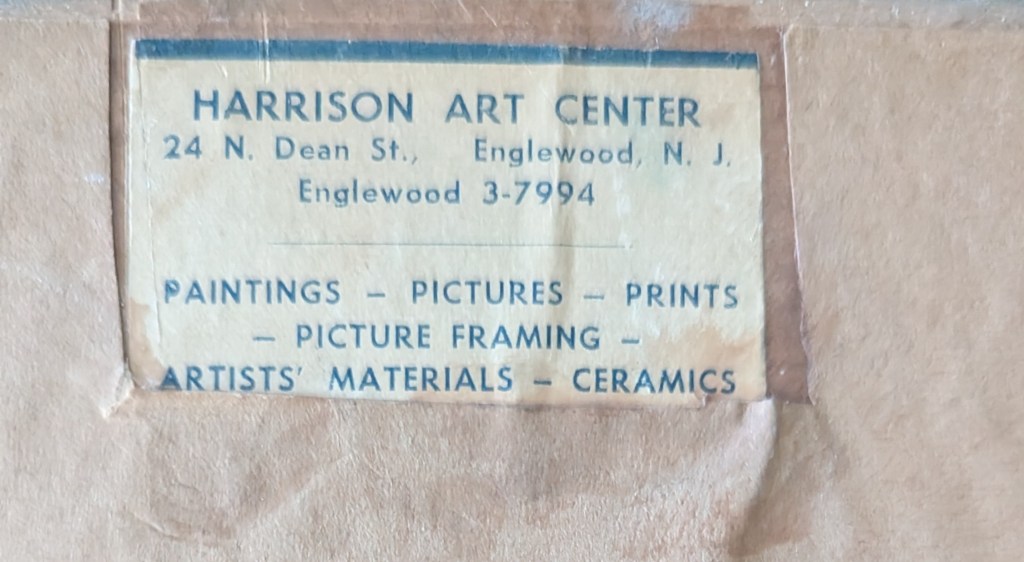 HARRISON ART CENTER
24 N. Dean St., Englewood, N. J.
Englewood 3-7994
PAINTINGS – PICTURES – PRINTS
– PICTURE FRAMING –
ARTISTS' MATERIALS – CERAMICS